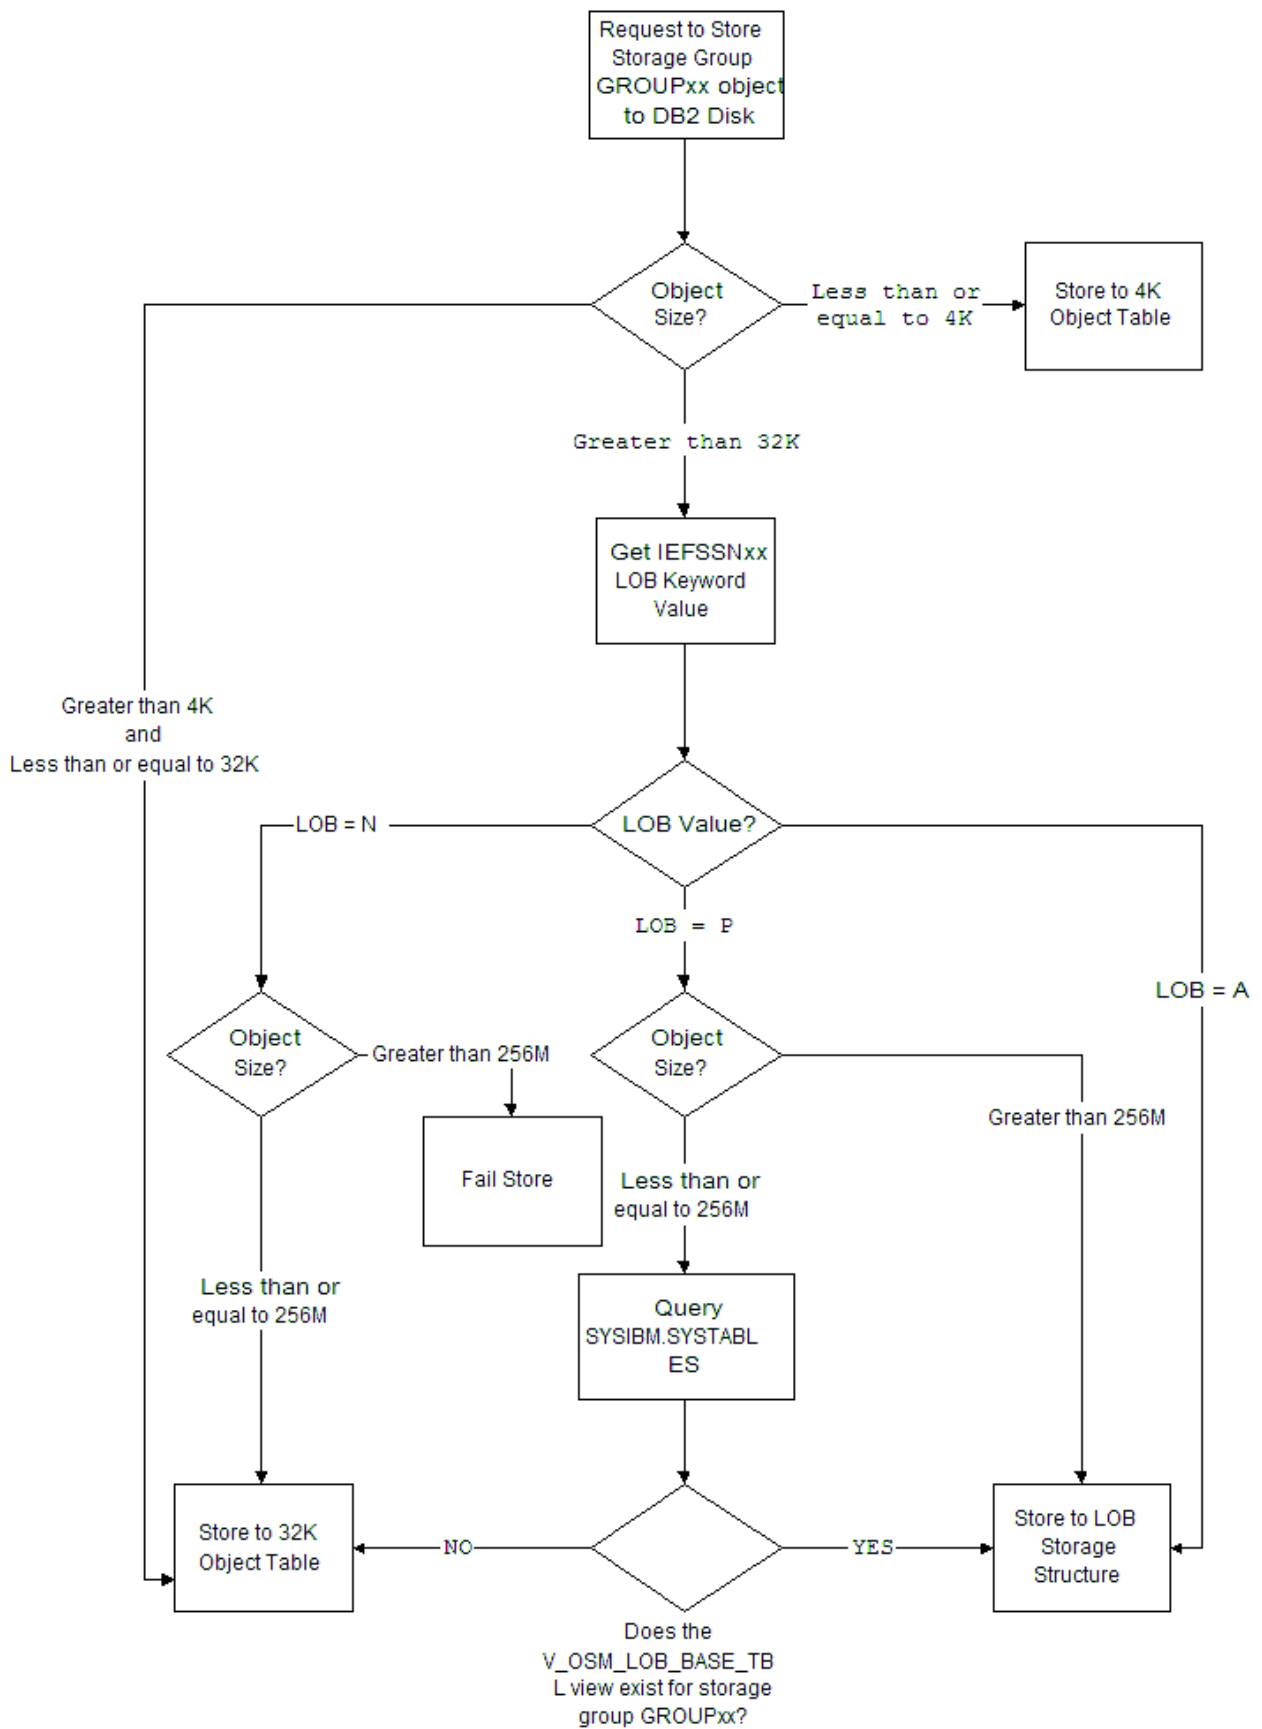 Request to Store
Storage Group
GROUPxx object
to DB2 Disk
Object
Size?
Less than or
equal to 4K
Store to 4K
Object Table
Greater than 32K
Get IEFSSNxx
LOB Keyword
Value
Greater than 4K
and
Less than or equal to 32K
LOB = N
LOB Value?
LOB = P
LOB = A
Object
Size?
Greater than 256M
Fail Store
Object
Size?
Greater than 256M
Less than or
equal to 256M
Less than or
equal to 256M
Query
SYSIBM.SYSTABL
ES
Store to 32K
Object Table
NO
YES
Store to LOB
Storage
Structure
Does the
V_OSM_LOB_BASE_TB
L view exist for storage
group GROUPxx?